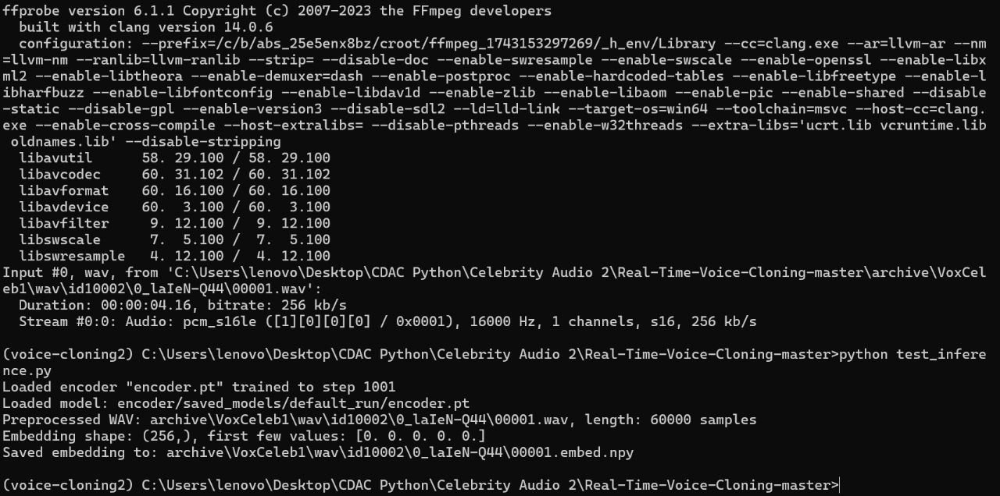 ffprobe version 6.1.1 Copyright (c) 2007-2023 the FFmpeg developers
  built with clang version 14.0.6
  configuration: --prefix=/c/b/abs_25e5enx8bz/croot/ffmpeg_1743153297269/_h_env/Library --cc=clang.exe --ar=llvm-ar --nm
=llvm-nm --ranlib=llvm-ranlib --strip= --disable-doc --enable-swresample --enable-swscale --enable-openssl --enable-libx
ml2 --enable-libtheora --enable-demuxer=dash --enable-postproc --enable-hardcoded-tables --enable-libfreetype --enable-l
ibharfbuzz --enable-libfontconfig --enable-libdav1d --enable-zlib --enable-libaom --enable-pic --enable-shared --disable
-static --disable-gpl --enable-version3 --disable-sdl2 --ld=lld-link --target-os=win64 --toolchain=msvc --host-cc=clang.
exe --enable-cross-compile --host-extralibs= --disable-pthreads --enable-w32threads --extra-libs='ucrt.lib vcruntime.lib
 oldnames.lib' --disable-stripping
  libavutil      58. 29.100 / 58. 29.100
  libavcodec     60. 31.102 / 60. 31.102
  libavformat    60. 16.100 / 60. 16.100
  libavdevice    60.  3.100 / 60.  3.100
  libavfilter     9. 12.100 /  9. 12.100
  libswscale      7.  5.100 /  7.  5.100
  libswresample   4. 12.100 /  4. 12.100
Input #0, wav, from 'C:\Users\lenovo\Desktop\CDAC Python\Celebrity Audio 2\Real-Time-Voice-Cloning-master\archive\VoxCel
eb1\wav\id10002\0_laIeN-Q44\00001.wav':
  Duration: 00:00:04.16, bitrate: 256 kb/s
  Stream #0:0: Audio: pcm_s16le ([1][0][0][0] / 0x0001), 16000 Hz, 1 channels, s16, 256 kb/s
(voice-cloning2) C:\Users\lenovo\Desktop\CDAC Python\Celebrity Audio 2\Real-Time-Voice-Cloning-master>python test_infere
nce.py
Loaded encoder "encoder.pt" trained to step 1001
Loaded model: encoder/saved_models/default_run/encoder.pt
Preprocessed WAV: archive\VoxCeleb1\wav\id10002\0_laIeN-Q44\00001.wav, length: 60000 samples
Embedding shape: (256,), first few values: [0. 0. 0. 0. 0.]
Saved embedding to: archive\VoxCeleb1\wav\id10002\0_laIeN-Q44\00001.embed.npy
(voice-cloning2) C:\Users\lenovo\Desktop\CDAC Python\Celebrity Audio 2\Real-Time-Voice-Cloning-master>